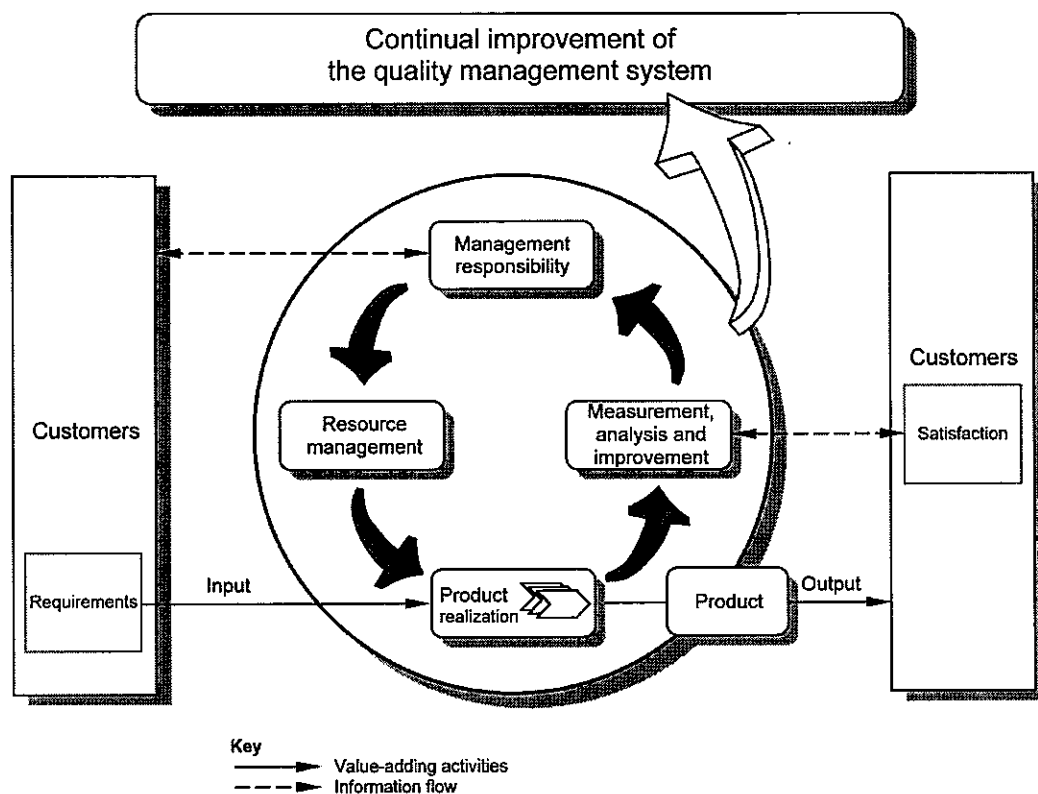 Continual improvement of
the quality management system
Management
responsibility
Customers
Resource
management
Measurement,
analysis and
improvement
Customers
Satisfaction
Requirements
Input
Product
realization
Product
Output
Key
Value-adding activities
Information flow